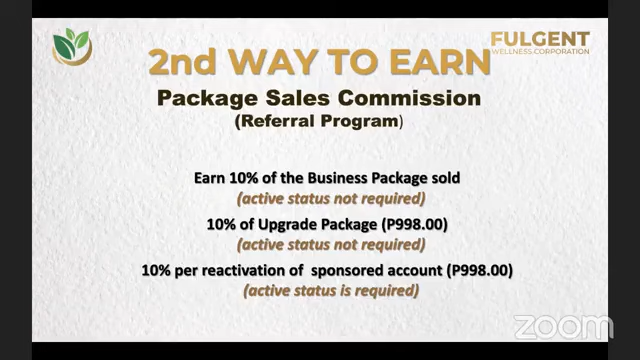 FULGENT
WELLNESS CORPORATION
2nd WAY TO EARN
Package Sales Commission
(Referral Program)
Earn 10% of the Business Package sold
(active status not required)
10% of Upgrade Package (P998.00)
(active status not required)
10% per reactivation of sponsored account (P998.00)
(active status is required)
zoom